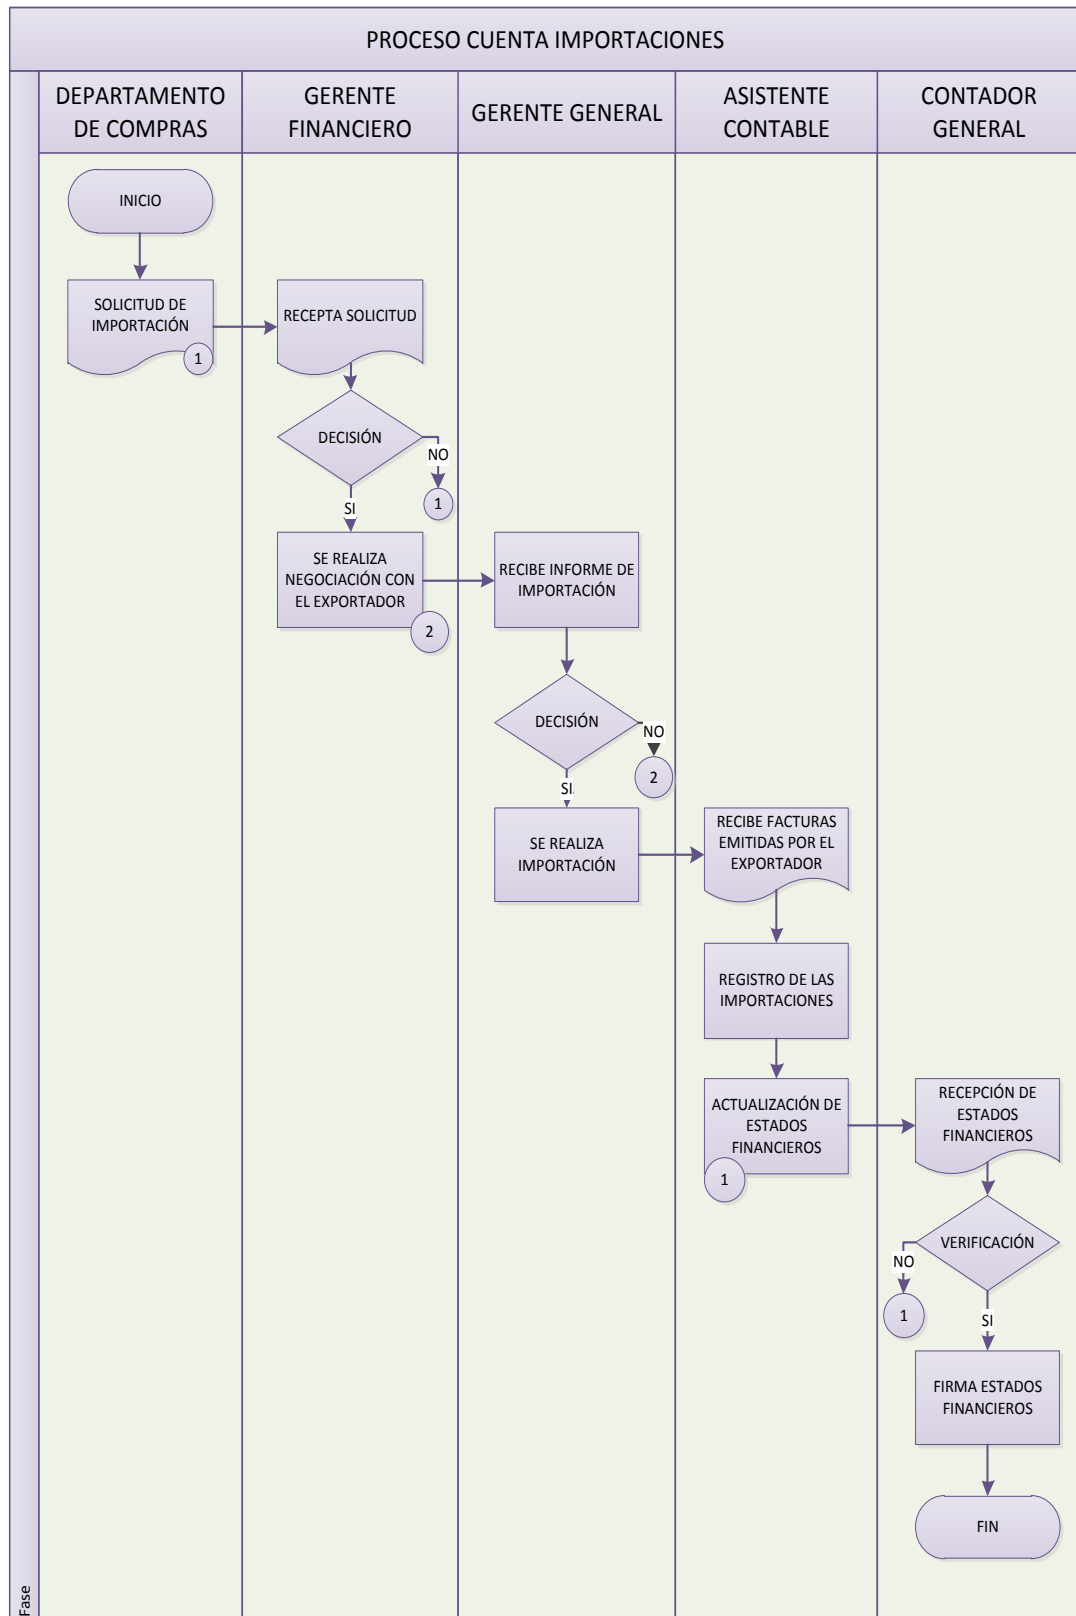 PROCESO CUENTA IMPORTACIONES
DEPARTAMENTO
DE COMPRAS
GERENTE
FINANCIERO
GERENTE GENERAL
ASISTENTE
CONTABLE
CONTADOR
GENERAL
INICIO
SOLICITUD DE
IMPORTACIÓN
1
RECEPTA SOLICITUD
DECISIÓN
NO
1
SI
SE REALIZA
NEGOCIACIÓN CON
EL EXPORTADOR
2
RECIBE INFORME DE
IMPORTACIÓN
DECISIÓN
NO
2
SI
SE REALIZA
IMPORTACIÓN
RECIBE FACTURAS
EMITIDAS POR EL
EXPORTADOR
REGISTRO DE LAS
IMPORTACIONES
ACTUALIZACIÓN DE
ESTADOS
FINANCIEROS
1
RECEPCIÓN DE
ESTADOS
FINANCIEROS
VERIFICACIÓN
NO
1
SI
FIRMA ESTADOS
FINANCIEROS
FIN
Fase